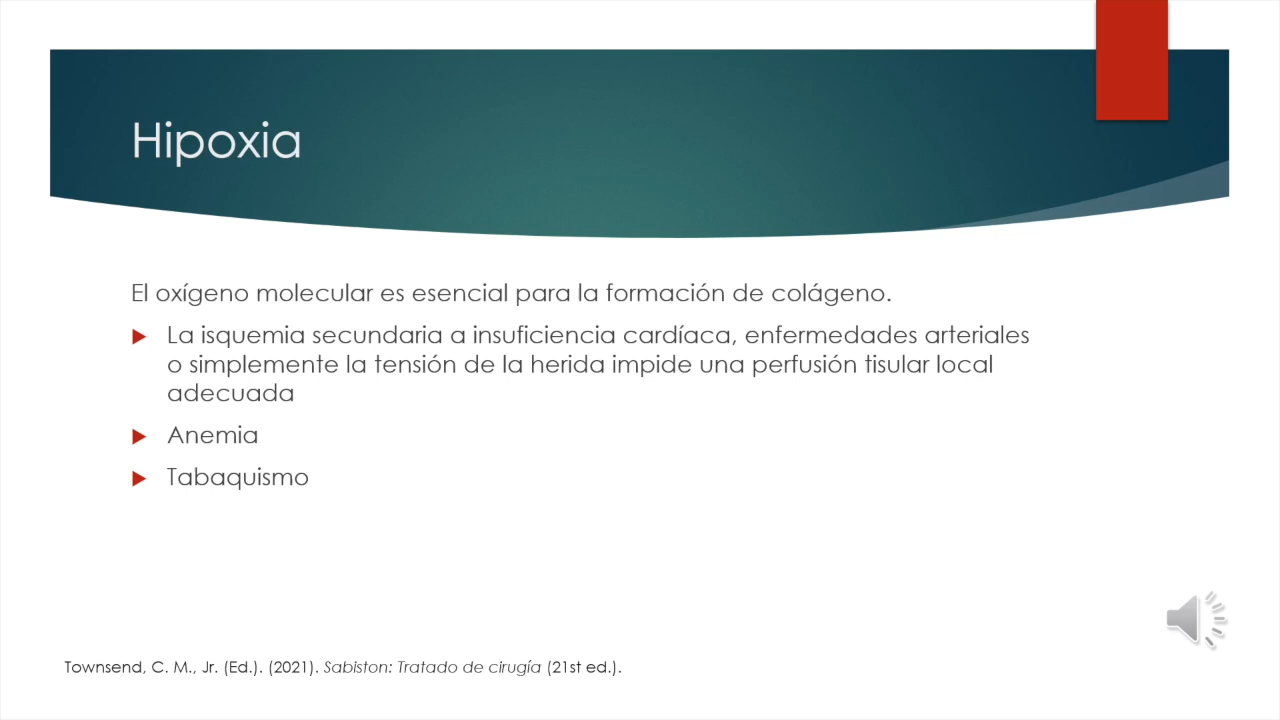 Hipoxia
El oxígeno molecular es esencial para la formación de colágeno.
La isquemia secundaria a insuficiencia cardíaca, enfermedades arteriales
o simplemente la tensión de la herida impide una perfusión tisular local
adecuada
Anemia
Tabaquismo
Townsend, C. M., Jr. (Ed.). (2021). Sabiston: Tratado de cirugía (21st ed.).